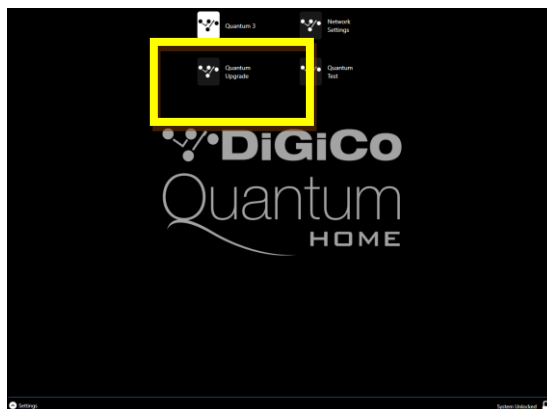 Quantum 3
Network
Settings
Quantum
Upgrade
Quantum
Test
DiGiCo
Quantum
HOME
Settings
System Unlocked